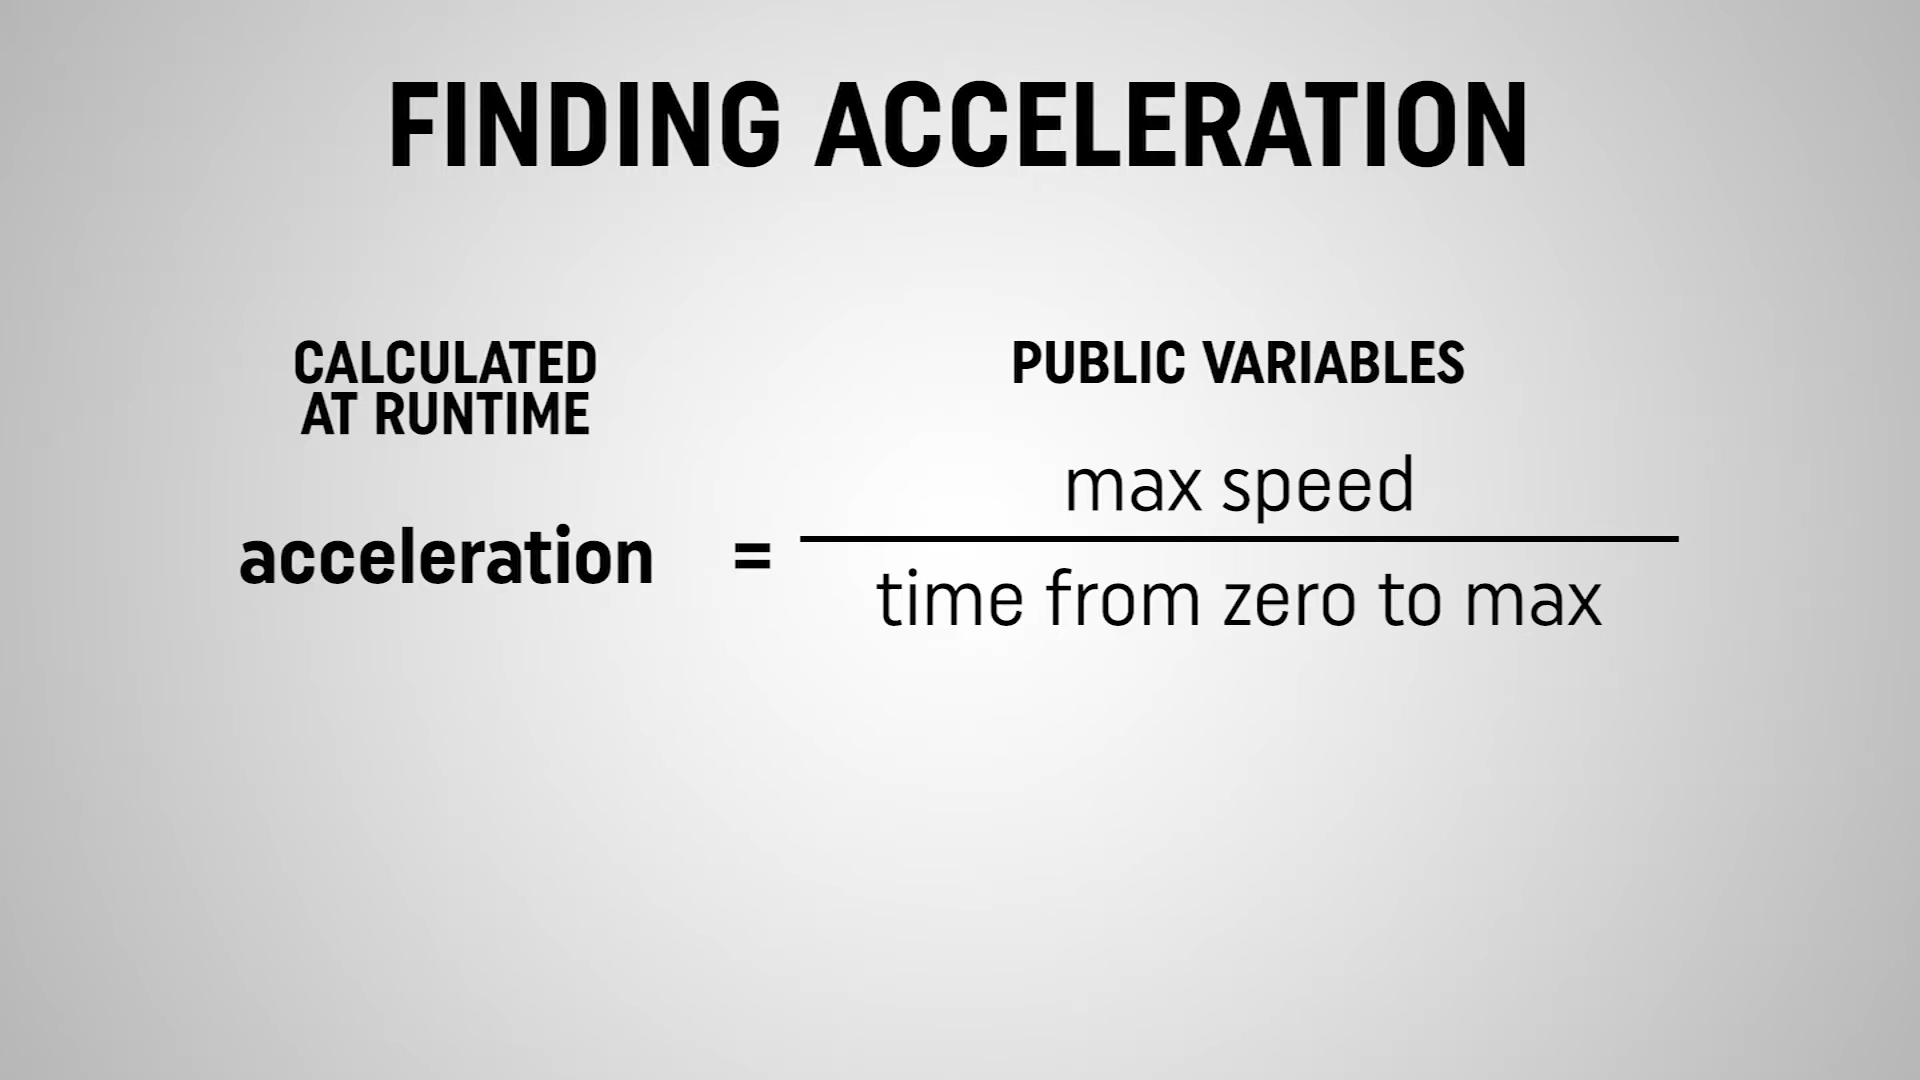 FINDING ACCELERATION
CALCULATED
AT RUNTIME
PUBLIC VARIABLES
acceleration =
max speed
time from zero to max